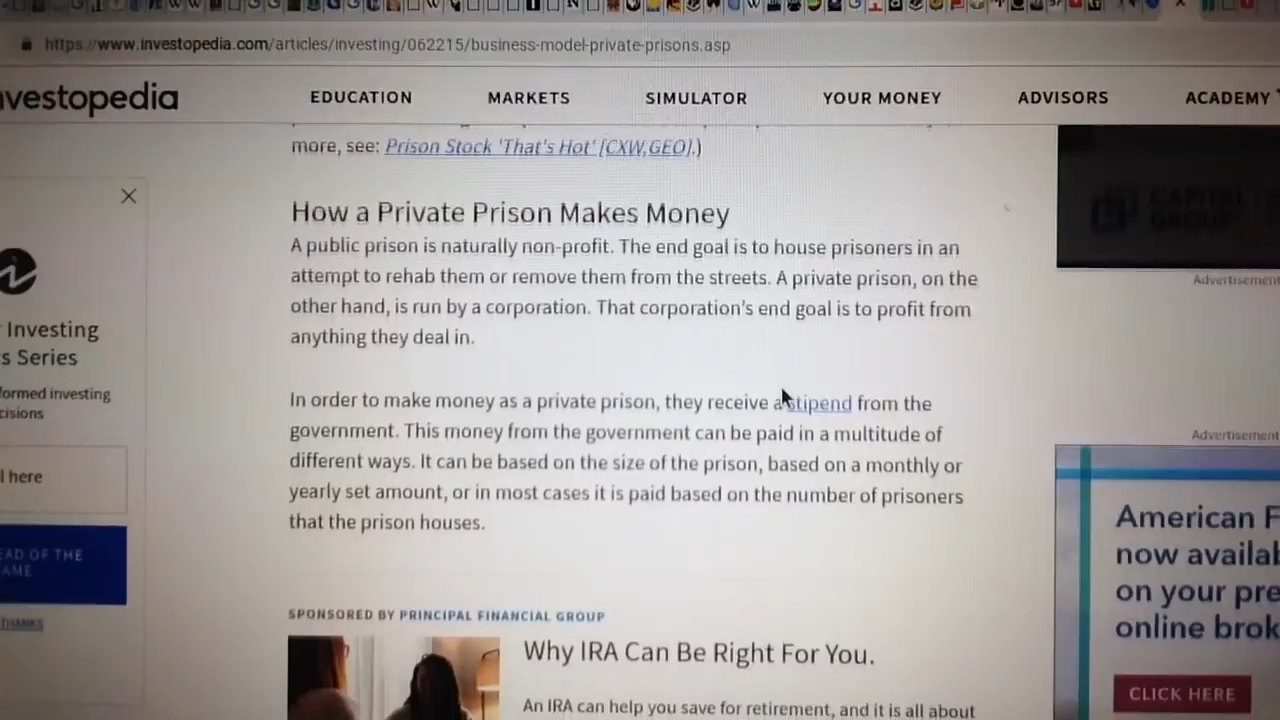 https://www.investopedia.com/articles/investing/062215/business-model-private-prisons.asp
nvestopedia
EDUCATION MARKETS SIMULATOR YOUR MONEY ADVISORS ACADEMY
more, see: Prison Stock 'That's Hot' [CXW,GEO].)
How a Private Prison Makes Money
A public prison is naturally non-profit. The end goal is to house prisoners in an
attempt to rehab them or remove them from the streets. A private prison, on the
other hand, is run by a corporation. That corporation's end goal is to profit from
anything they deal in.
In order to make money as a private prison, they receive a stipend from the
government. This money from the government can be paid in a multitude of
different ways. It can be based on the size of the prison, based on a monthly or
yearly set amount, or in most cases it is paid based on the number of prisoners
that the prison houses.
SPONSORED BY PRINCIPAL FINANCIAL GROUP
Why IRA Can Be Right For You.
An IRA can help you save for retirement, and it is all about
Investing
s Series
formed investing
cisions
l here
EAD OF THE
AME
THANKS
CAPITAL
GROUP
Advertisement
Advertisement
American F
now availab
on your pre
online brok
CLICK HERE